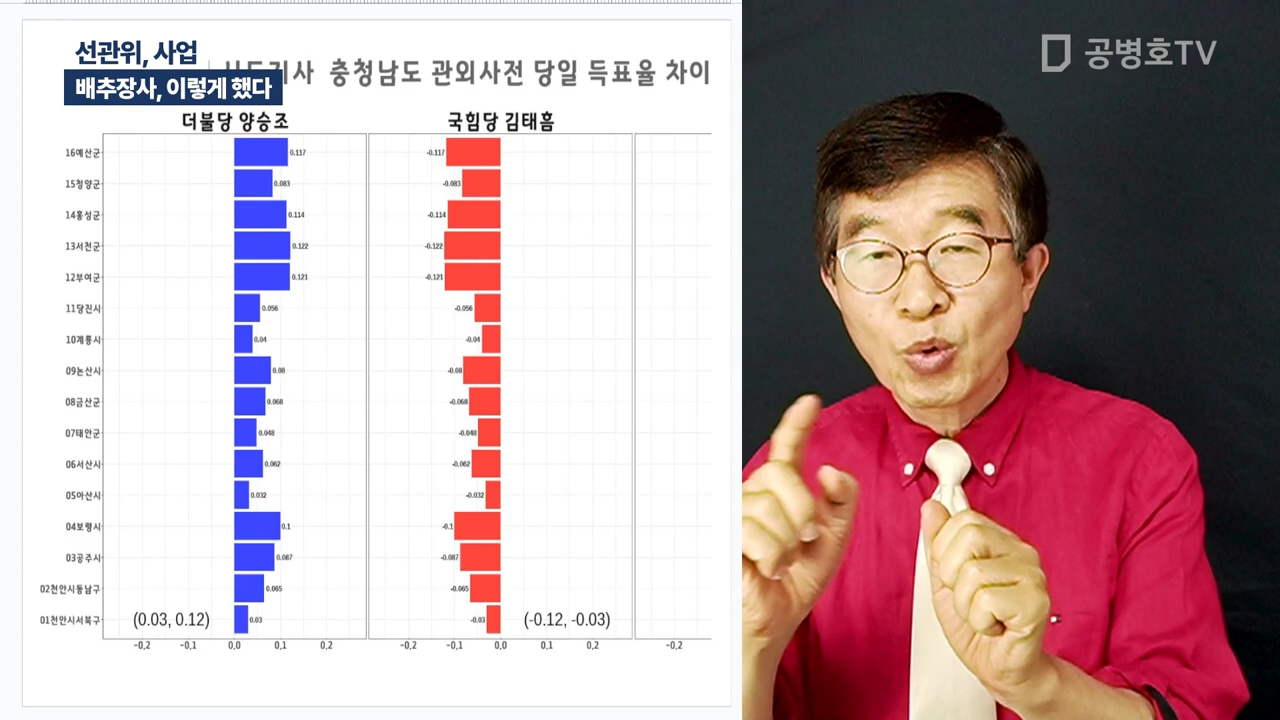 선관위, 사업
배추장사, 이렇게 했다
충청남도 관외사전 당일 득표율 차이
공병호TV
더불당 양승조
국힘당 김태흠
16예산군 0.117 -0.117
15청양군 0.083 -0.083
14홍성군 0.114 -0.114
13서천군 0.122 -0.122
12부여군 0.121 -0.121
11당진시 0.056 -0.056
10계룡시 0.04 -0.04
09논산시 0.08 -0.08
08금산군 0.068 -0.068
07태안군 0.048 -0.048
06서산시 0.062 -0.062
05아산시 0.032 -0.032
04보령시 0.1 -0.1
03공주시 0.087 -0.087
02천안시동남구 0.065 -0.065
01천안시서북구 (0.03, 0.12) 0.03 -0.03 (-0.12, -0.03)
-0,2 -0,1 0,0 0,1 0,2 -0,2 -0,1 0,0 0,1 0,2 -0,2